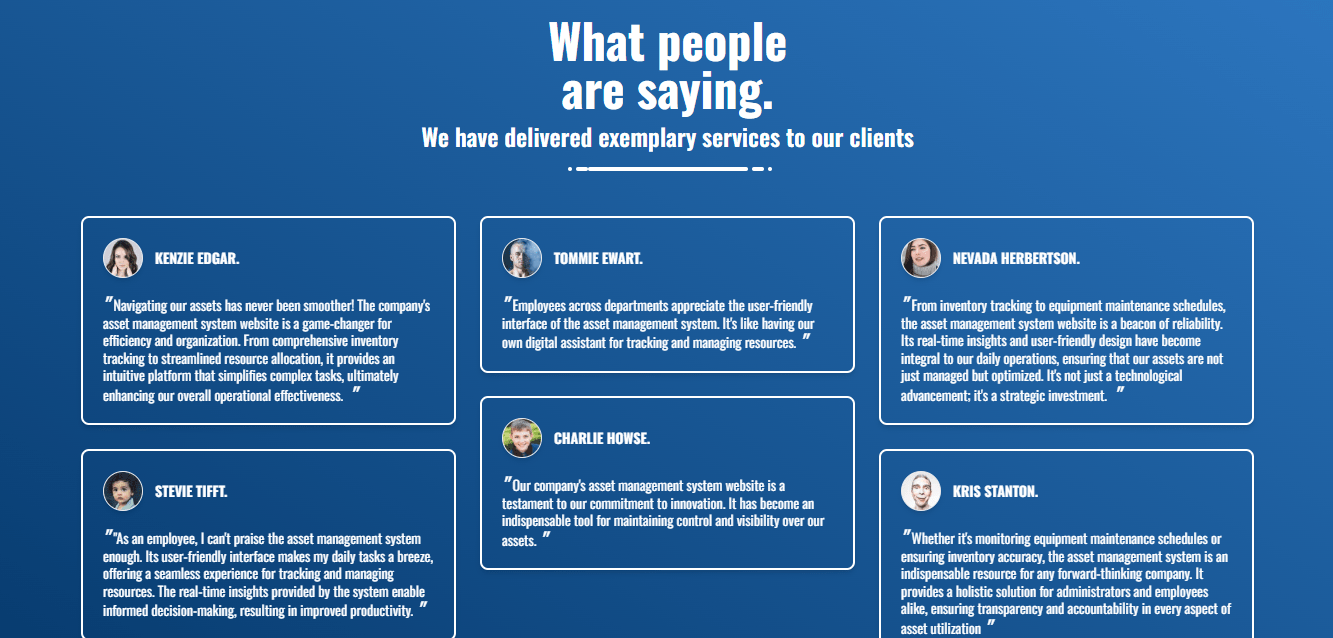 What people
are saying.
We have delivered exemplary services to our clients
KENZIE EDGAR.
"Navigating our assets has never been smoother! The company's
asset management system website is a game-changer for
efficiency and organization. From comprehensive inventory
tracking to streamlined resource allocation, it provides an
intuitive platform that simplifies complex tasks, ultimately
enhancing our overall operational effectiveness. "
STEVIE TIFFT.
""As an employee, I can't praise the asset management system
enough. Its user-friendly interface makes my daily tasks a breeze,
offering a seamless experience for tracking and managing
resources. The real-time insights provided by the system enable
informed decision-making, resulting in improved productivity. "
TOMMIE EWART.
"Employees across departments appreciate the user-friendly
interface of the asset management system. It's like having our
own digital assistant for tracking and managing resources. "
CHARLIE HOWSE.
"Our company's asset management system website is a
testament to our commitment to innovation. It has become an
indispensable tool for maintaining control and visibility over our
assets. "
NEVADA HERBERTSON.
"From inventory tracking to equipment maintenance schedules,
the asset management system website is a beacon of reliability.
Its real-time insights and user-friendly design have become
integral to our daily operations, ensuring that our assets are not
just managed but optimized. It's not just a technological
advancement; it's a strategic investment. "
KRIS STANTON.
"Whether it's monitoring equipment maintenance schedules or
ensuring inventory accuracy, the asset management system is an
indispensable resource for any forward-thinking company. It
provides a holistic solution for administrators and employees
alike, ensuring transparency and accountability in every aspect of
asset utilization "